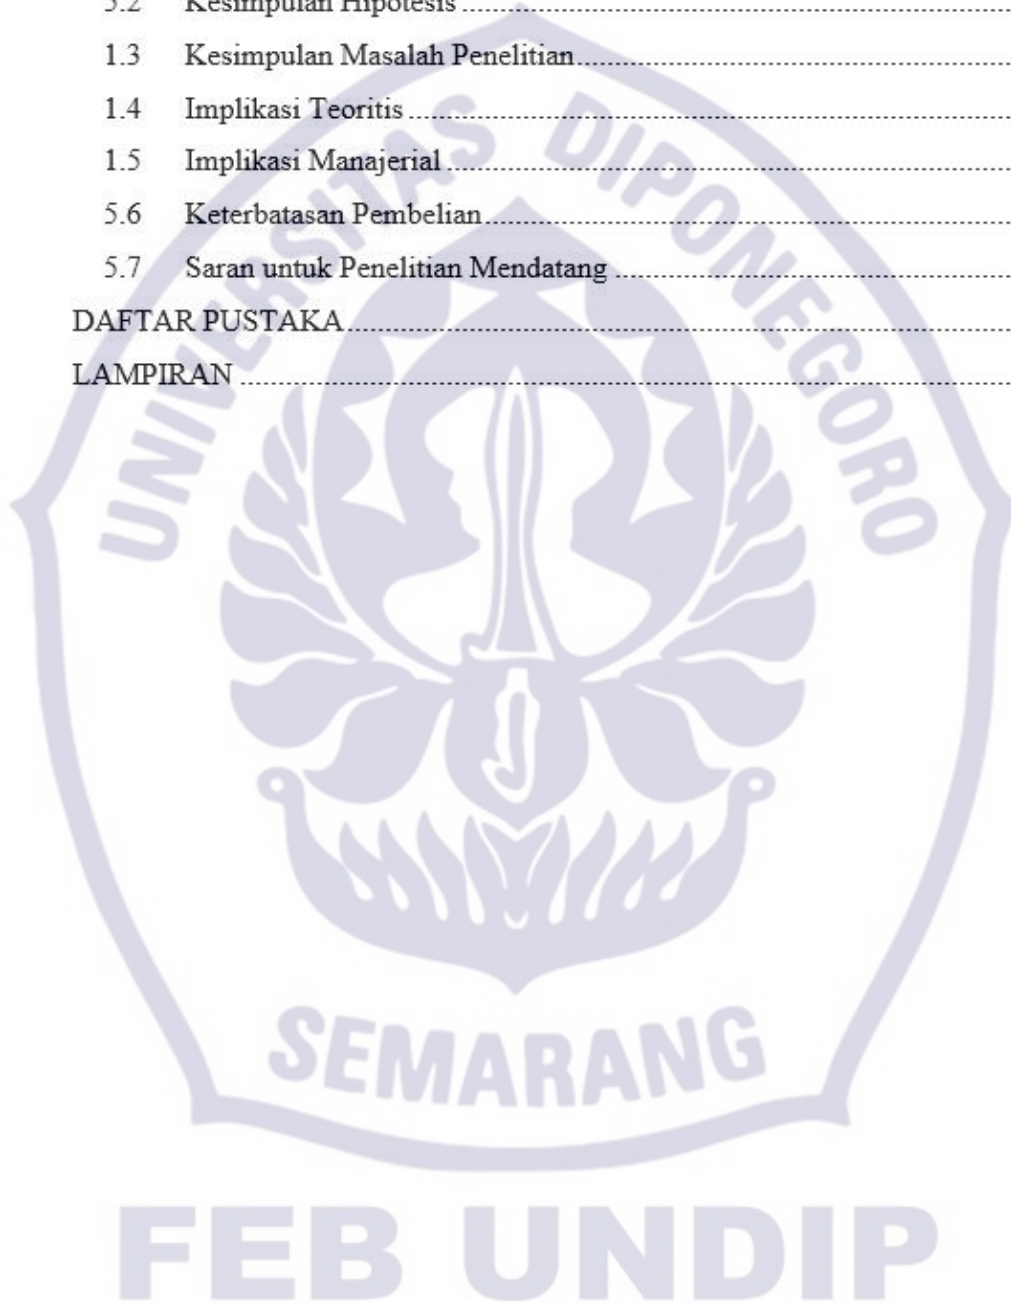 5.2 Kesimpulan Hipotesis
1.3 Kesimpulan Masalah Penelitian
1.4 Implikasi Teoritis
1.5 Implikasi Manajerial
5.6 Keterbatasan Pembelian
5.7 Saran untuk Penelitian Mendatang
DAFTAR PUSTAKA
LAMPIRAN
UNIVERSITAS DIPONEGORO
SEMARANG
FEB UNDIP